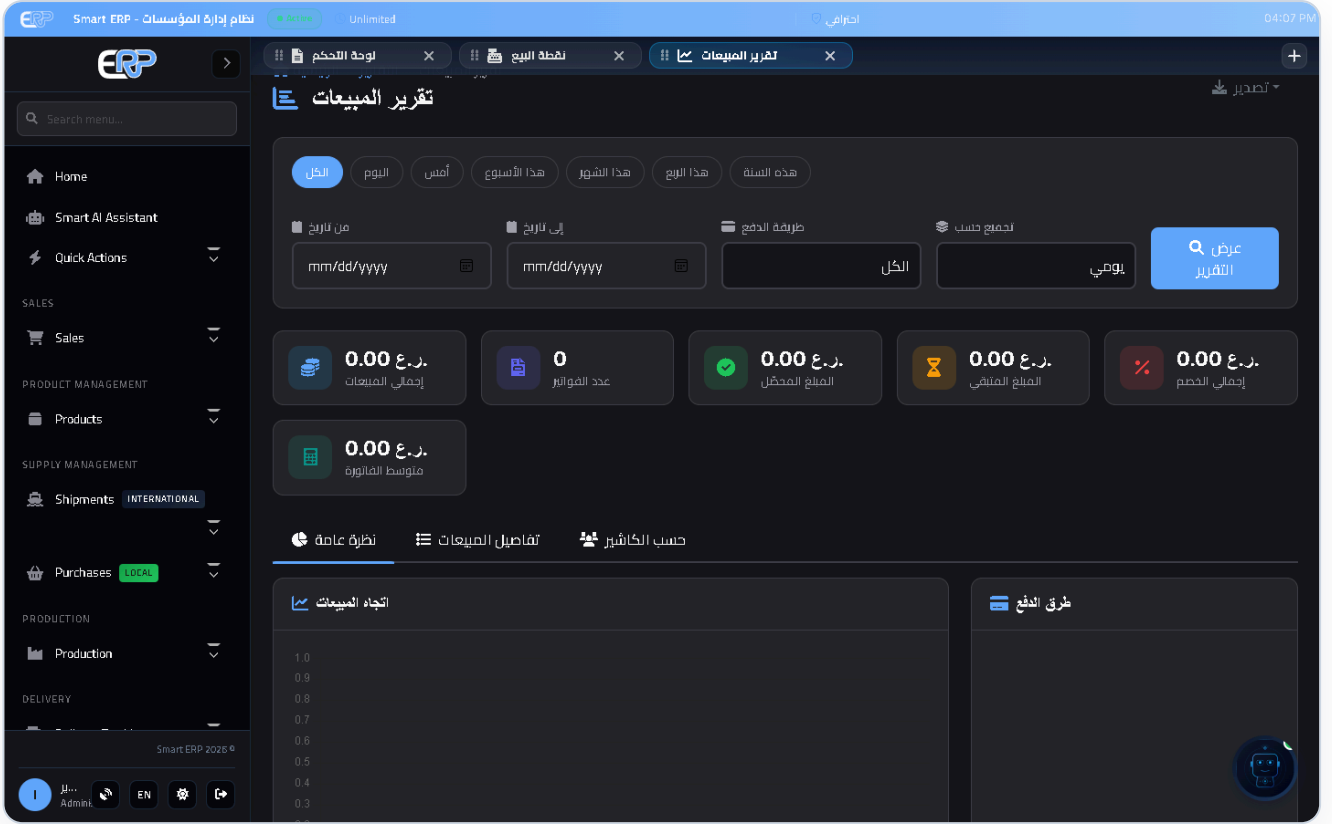 ERP
نظام إدارة المؤسسات - Smart ERP
Unlimited
احترافي
04:07 PM
ERP
لوحة التحكم
نقطة البيع
تقرير المبيعات
Search menu...
Home
Smart AI Assistant
Quick Actions
SALES
Sales
PRODUCT MANAGEMENT
Products
SUPPLY MANAGEMENT
Shipments INTERNATIONAL
Purchases LOCAL
PRODUCTION
Production
DELIVERY
Smart ERP 2026 ©
EN
تقرير المبيعات
تصدير
الكل
اليوم
أمس
هذا الأسبوع
هذا الشهر
هذا الربع
هذه السنة
من تاريخ
إلى تاريخ
طريقة الدفع
تجميع حسب
mm/dd/yyyy
mm/dd/yyyy
الكل
يومي
عرض
التقرير
0.00 ر.ع.
إجمالي المبيعات
0
عدد الفواتير
0.00 ر.ع.
المبلغ المحصّل
0.00 ر.ع.
المبلغ المتبقي
0.00 ر.ع.
إجمالي الخصم
0.00 ر.ع.
متوسط الفاتورة
نظرة عامة
تفاصيل المبيعات
حسب الكاشير
اتجاه المبيعات
طرق الدفع
1.0
0.9
0.8
0.7
0.6
0.5
0.4
0.3